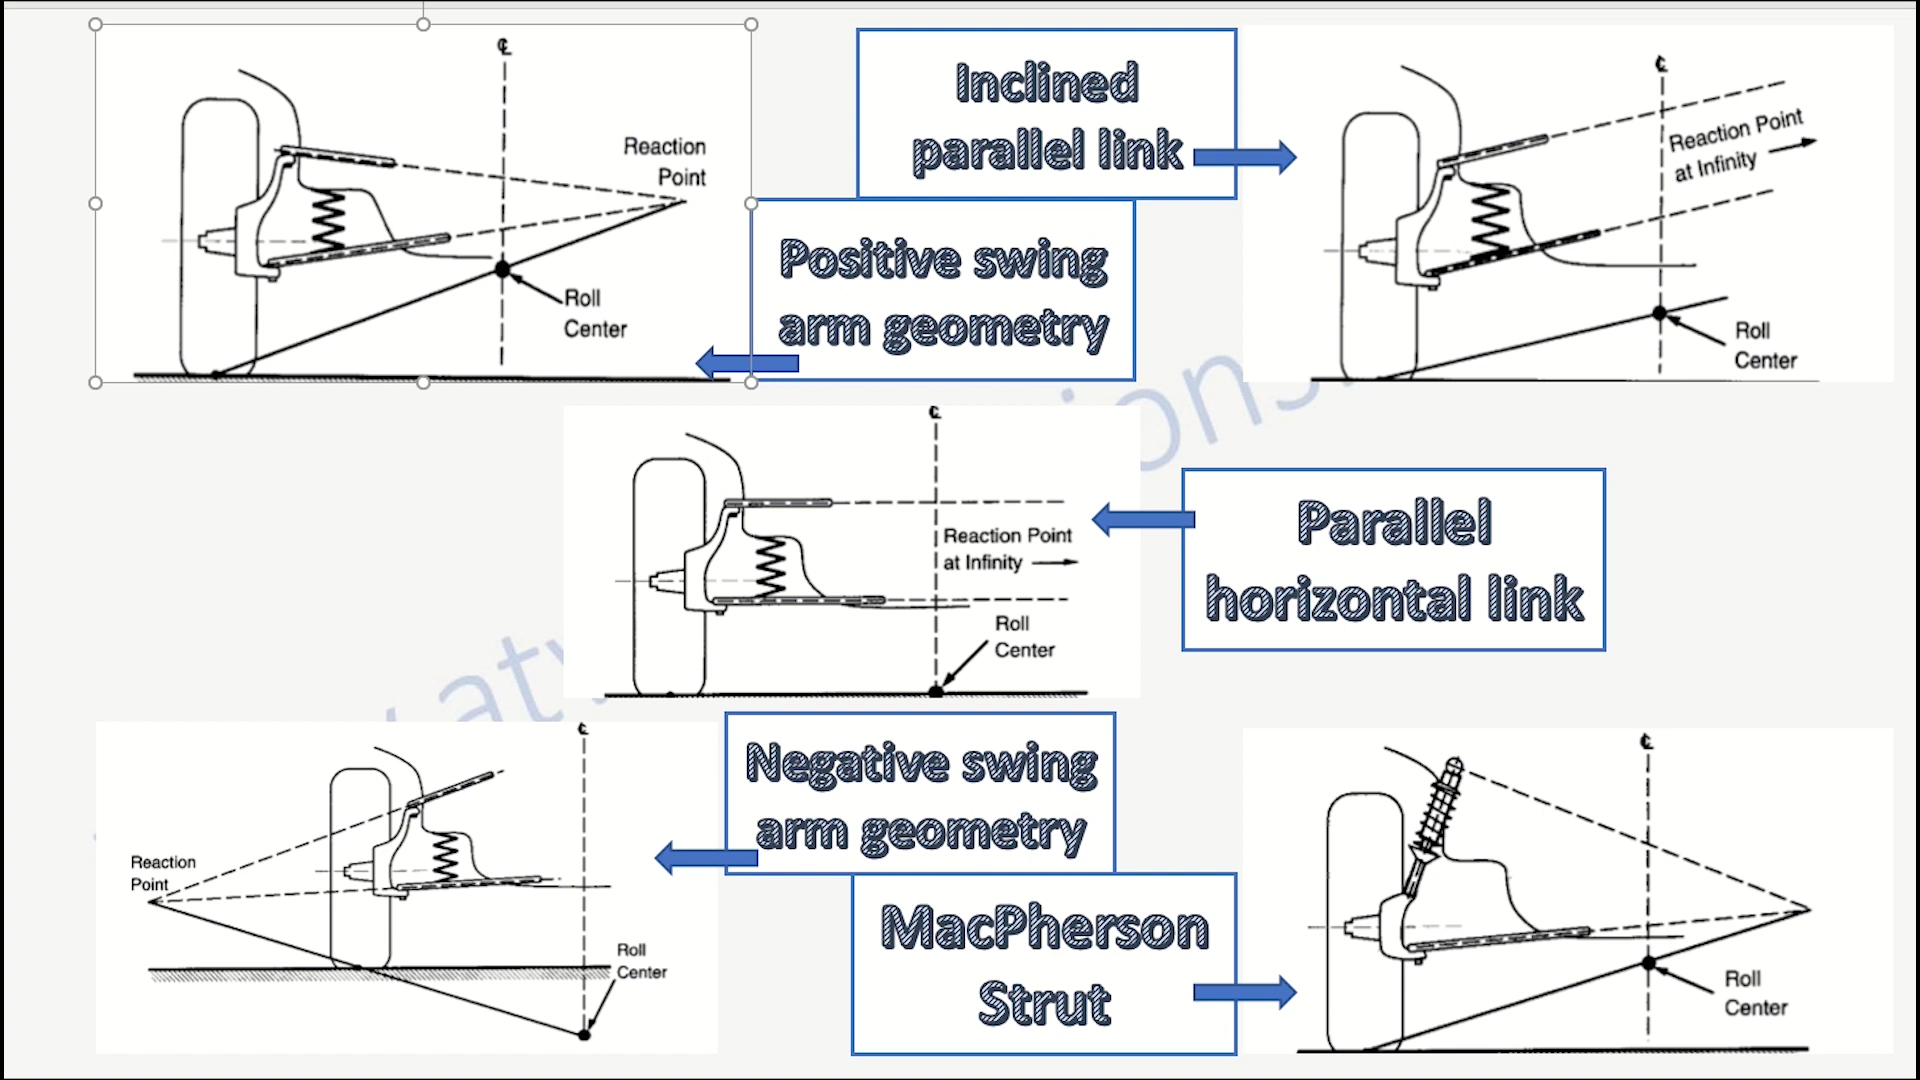 ℄
Reaction
Point
Roll
Center
Inclined
parallel link
℄
Reaction Point
at Infinity
Roll
Center
Positive swing
arm geometry
℄
Reaction Point
at Infinity
Roll
Center
Parallel
horizontal link
℄
Reaction
Point
Roll
Center
Negative swing
arm geometry
MacPherson
Strut
℄
Roll
Center